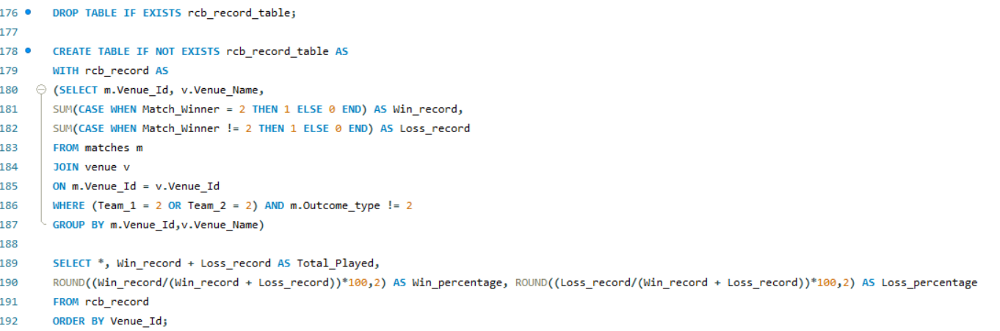 176 DROP TABLE IF EXISTS rcb_record_table;
177
178 CREATE TABLE IF NOT EXISTS rcb_record_table AS
179 WITH rcb_record AS
180 (SELECT m.Venue_Id, v.Venue_Name,
181 SUM(CASE WHEN Match_Winner = 2 THEN 1 ELSE 0 END) AS Win_record,
182 SUM(CASE WHEN Match_Winner != 2 THEN 1 ELSE 0 END) AS Loss_record
183 FROM matches m
184 JOIN venue v
185 ON m.Venue_Id = v.Venue_Id
186 WHERE (Team_1 = 2 OR Team_2 = 2) AND m.Outcome_type != 2
187 GROUP BY m.Venue_Id,v.Venue_Name)
188
189 SELECT *, Win_record + Loss_record AS Total_Played,
190 ROUND((Win_record/(Win_record + Loss_record))*100,2) AS Win_percentage, ROUND((Loss_record/(Win_record + Loss_record))*100,2) AS Loss_percentage
191 FROM rcb_record
192 ORDER BY Venue_Id;